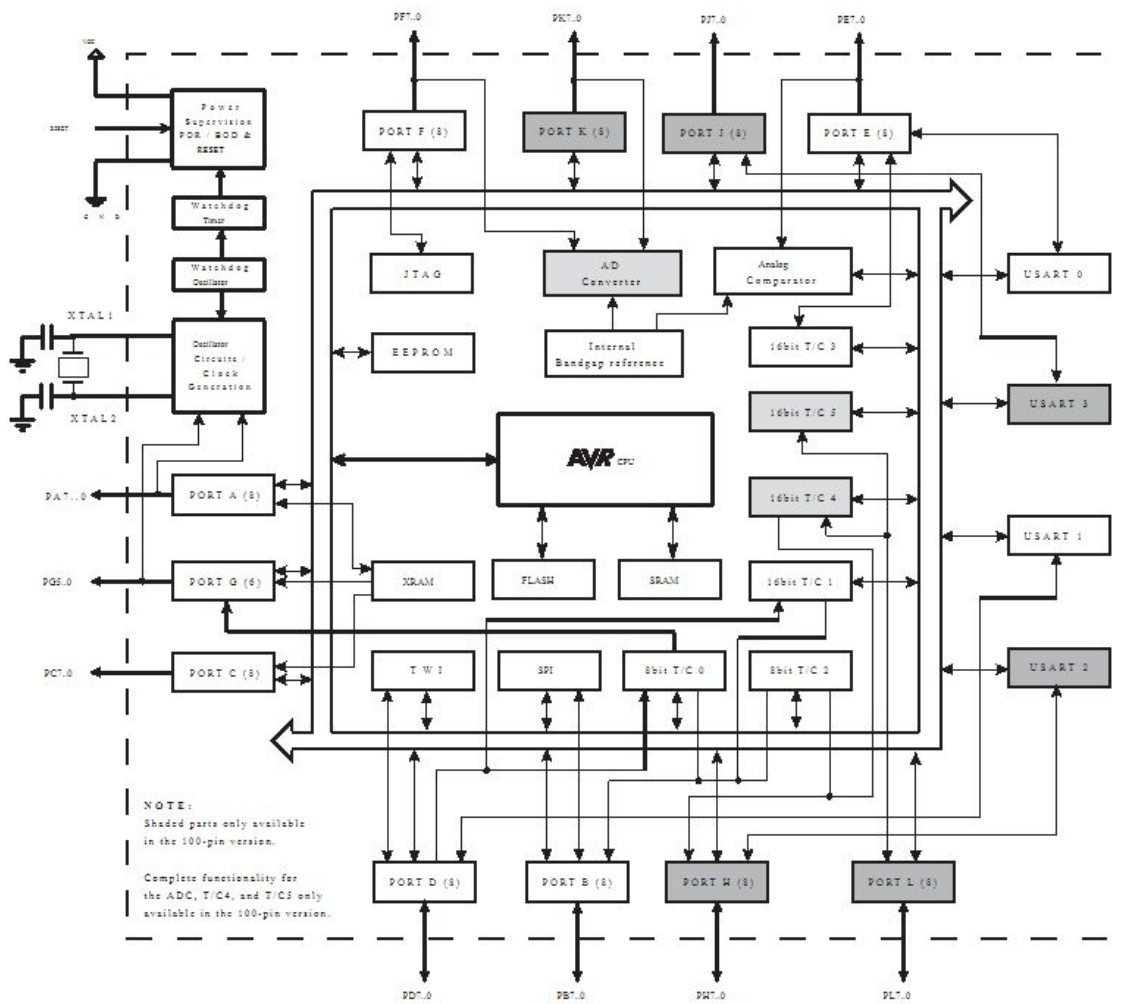 PF7..0
PK7..0
PJ7..0
PE7..0
VCC
RESET
GND
Power
Supervision
POR / BOD &
RESET
PORT F (8)
PORT K (8)
PORT J (8)
PORT E (8)
Watchdog
Timer
Watchdog
Oscillator
JTAG
A/D
Converter
Analog
Comparator
USART 0
XTAL1
XTAL2
Oscillator
Circuits /
Clock
Generation
EEPROM
Internal
Bandgap reference
16bit T/C 3
USART 3
16bit T/C 5
AVR CPU
PA7..0
PORT A (8)
16bit T/C 4
USART 1
PG5..0
PORT G (6)
XRAM
FLASH
SRAM
16bit T/C 1
PC7..0
PORT C (8)
TWI
SPI
8bit T/C 0
8bit T/C 2
USART 2
NOTE:
Shaded parts only available
in the 100-pin version.
Complete functionality for
the ADC, T/C4, and T/C5 only
available in the 100-pin version.
PORT D (8)
PORT B (8)
PORT H (8)
PORT L (8)
PD7..0
PB7..0
PH7..0
PL7..0